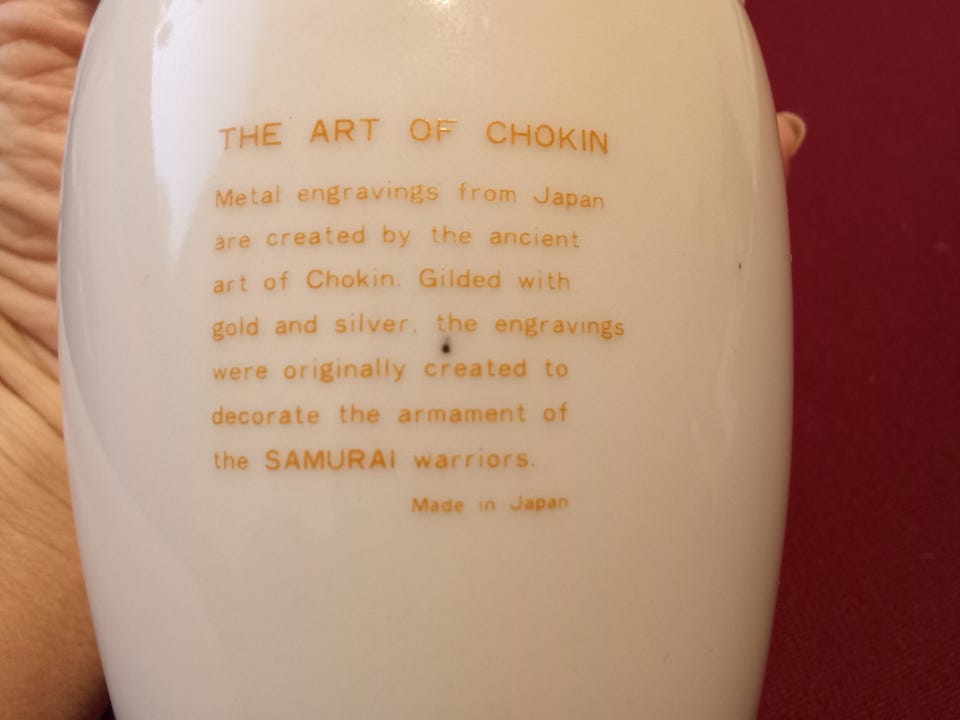 THE ART OF CHOKIN
Metal engravings from Japan
are created by the ancient
art of Chokin. Gilded with
gold and silver, the engravings
were originally created to
decorate the armament of
the SAMURAI warriors.
Made in Japan